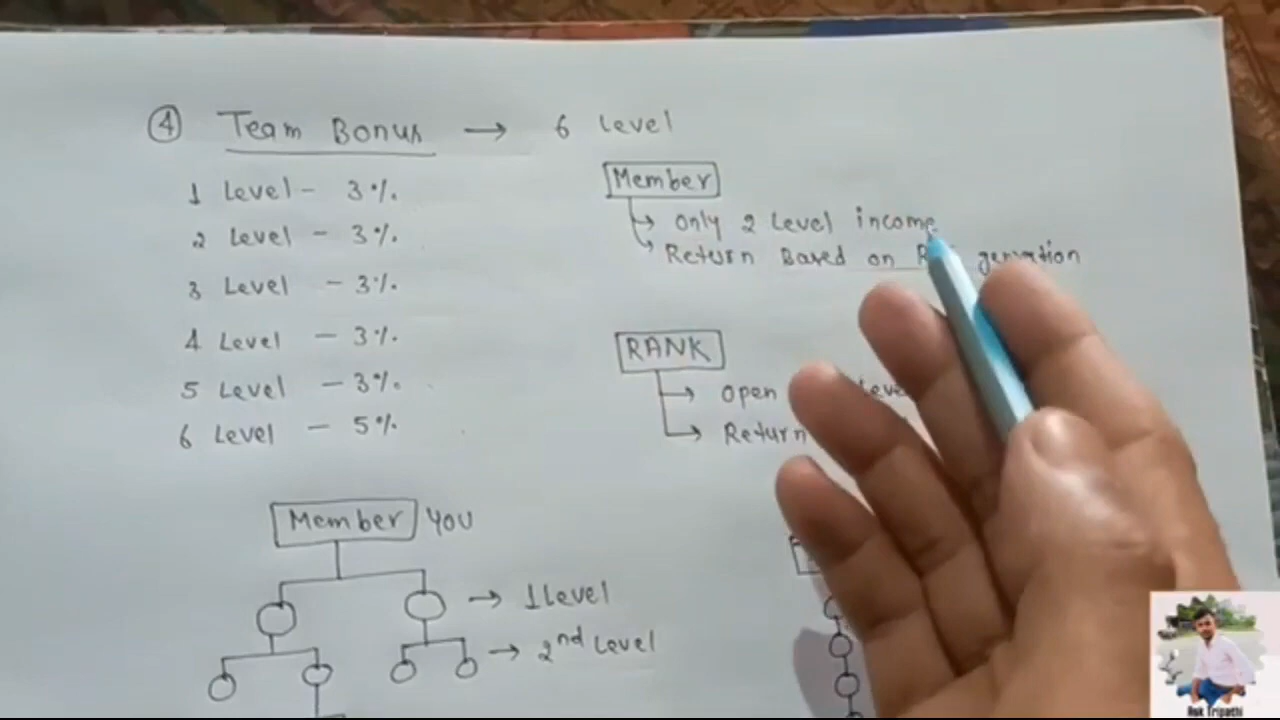 ④ Team Bonus → 6 Level
1 Level - 3%
2 Level - 3%
3 Level - 3%
4 Level - 3%
5 Level - 3%
6 Level - 5%
Member
→ Only 2 Level income
→ Return Based on
RANK
→ Open
→ Return
Member YOU
→ 1 Level
→ 2nd Level
Ask Tripathi